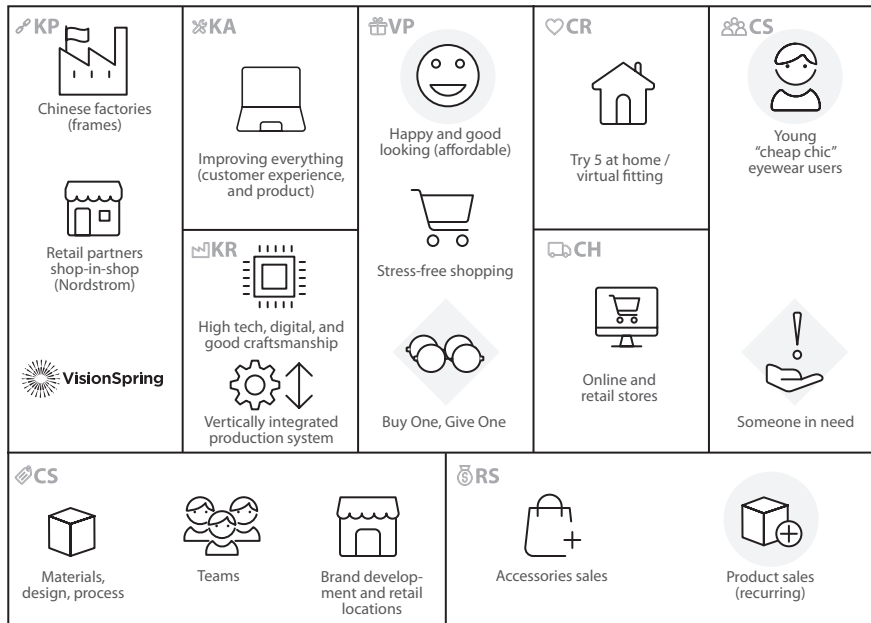 KP
Chinese factories
(frames)
Retail partners
shop-in-shop
(Nordstrom)
VisionSpring
KA
Improving everything
(customer experience,
and product)
KR
High tech, digital, and
good craftsmanship
Vertically integrated
production system
VP
Happy and good
looking (affordable)
Stress-free shopping
Buy One, Give One
CR
Try 5 at home /
virtual fitting
CH
Online and
retail stores
CS
Young
“cheap chic”
eyewear users
Someone in need
CS
Materials,
design, process
Teams
Brand develop-
ment and retail
locations
RS
Accessories sales
Product sales
(recurring)